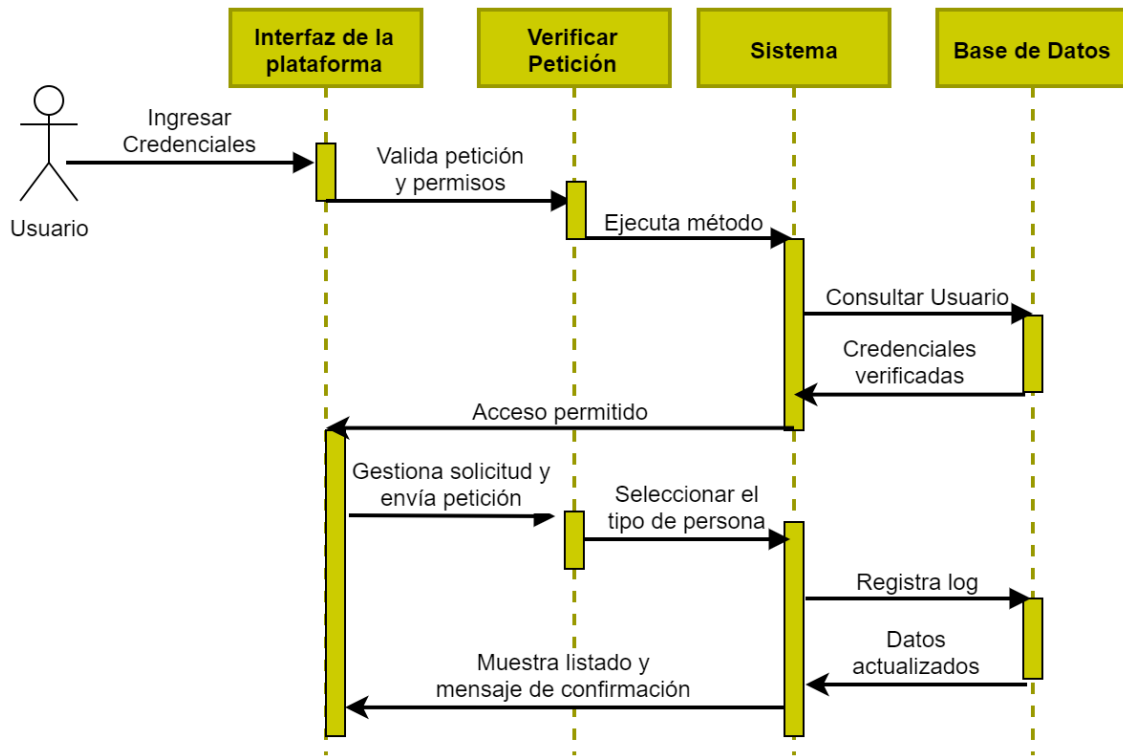 Interfaz de la
plataforma
Verificar
Petición
Sistema
Base de Datos
Usuario
Ingresar
Credenciales
Valida petición
y permisos
Ejecuta método
Consultar Usuario
Credenciales
verificadas
Acceso permitido
Gestiona solicitud y
envía petición
Seleccionar el
tipo de persona
Registra log
Datos
actualizados
Muestra listado y
mensaje de confirmación